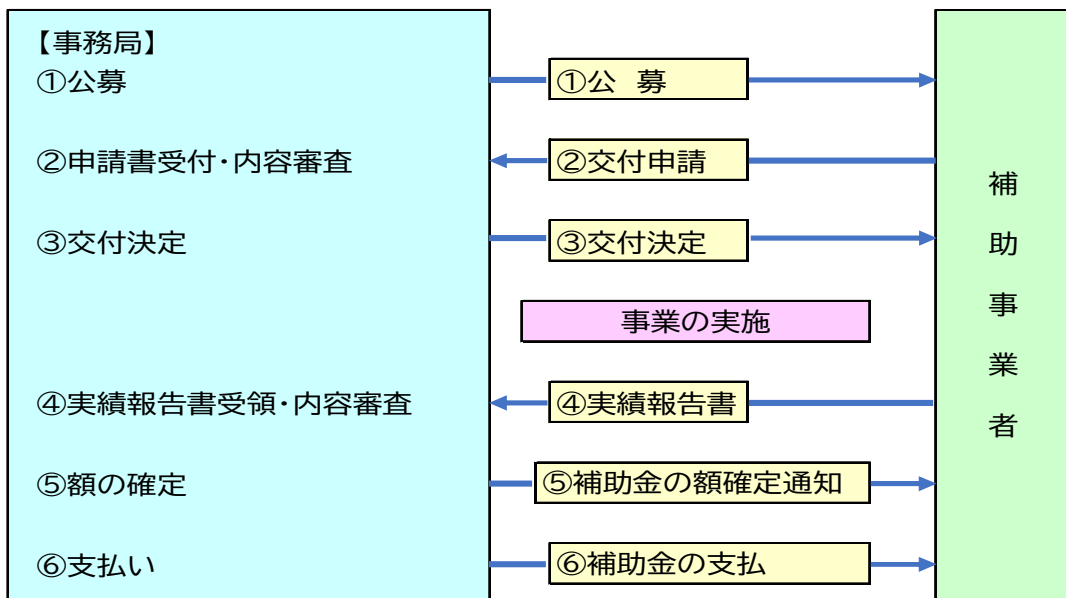 【事務局】
①公募
①公 募
②申請書受付・内容審査
②交付申請
③交付決定
③交付決定
事業の実施
④実績報告書受領・内容審査
④実績報告書
⑤額の確定
⑤補助金の額確定通知
⑥支払い
⑥補助金の支払
補助事業者